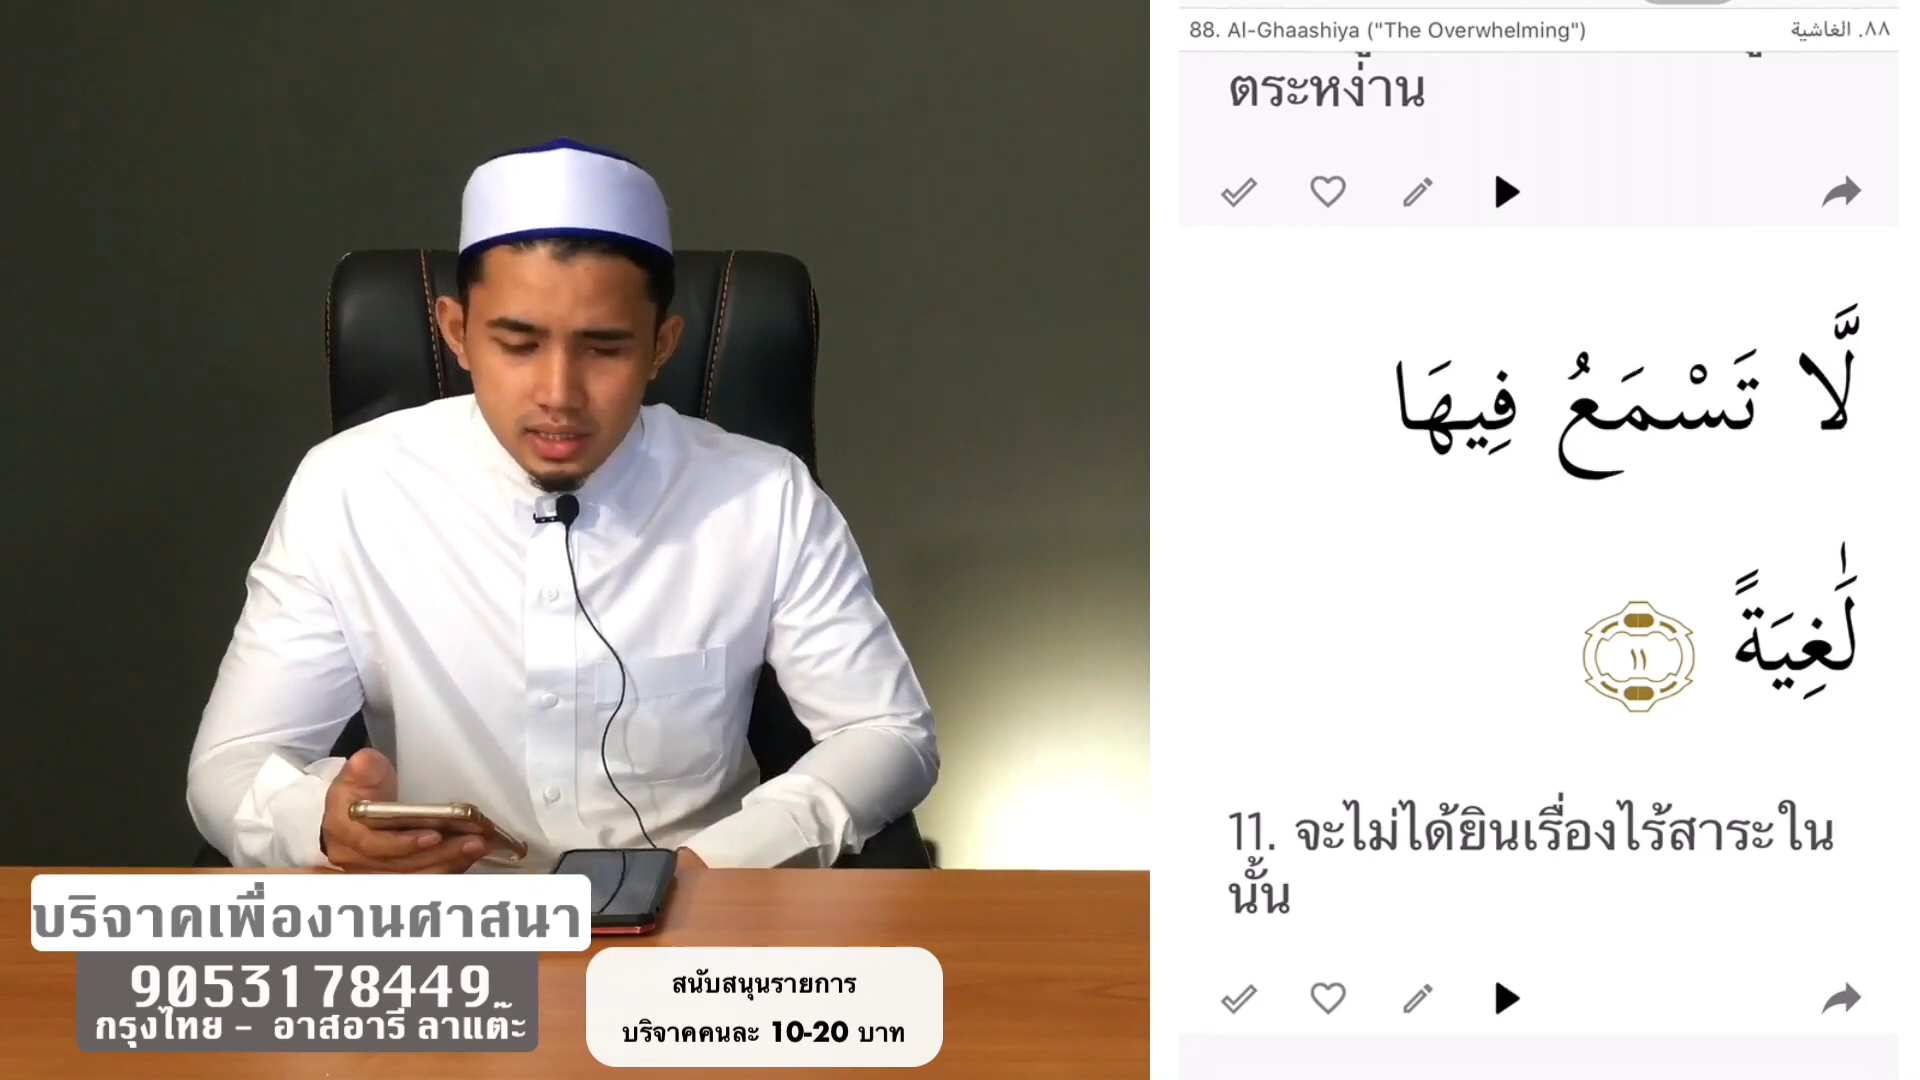 88. Al-Ghaashiya ("The Overwhelming")
٨٨. الغاشية
ตระหง่าน
لَّا تَسْمَعُ فِيهَا
لَٰغِيَةً ١١
11. จะไม่ได้ยินเรื่องไร้สาระใน
นั้น
บริจาคเพื่องานศาสนา
9053178449
กรุงไทย - อาสอารี ลาแต๊ะ
สนับสนุนรายการ
บริจาคคนละ 10-20 บาท